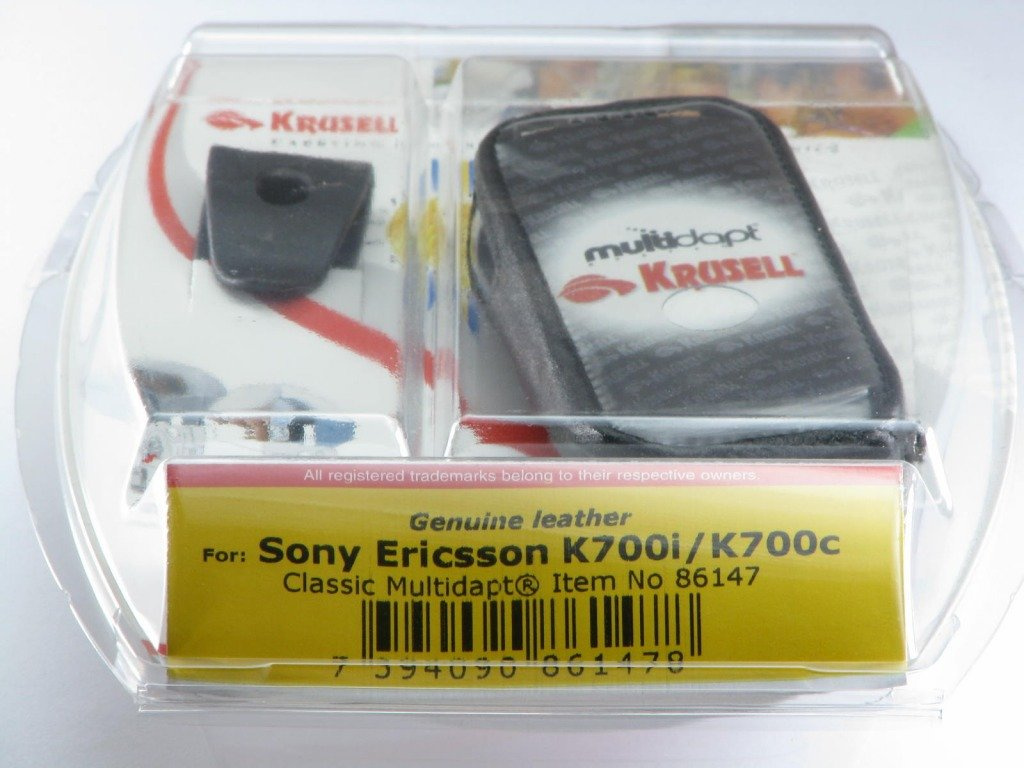 KRUSELL
multidapt
KRUSELL
All registered trademarks belong to their respective owners.
Genuine leather
For: Sony Ericsson K700i/K700c
Classic Multidapt® Item No 86147
7 394090 861478